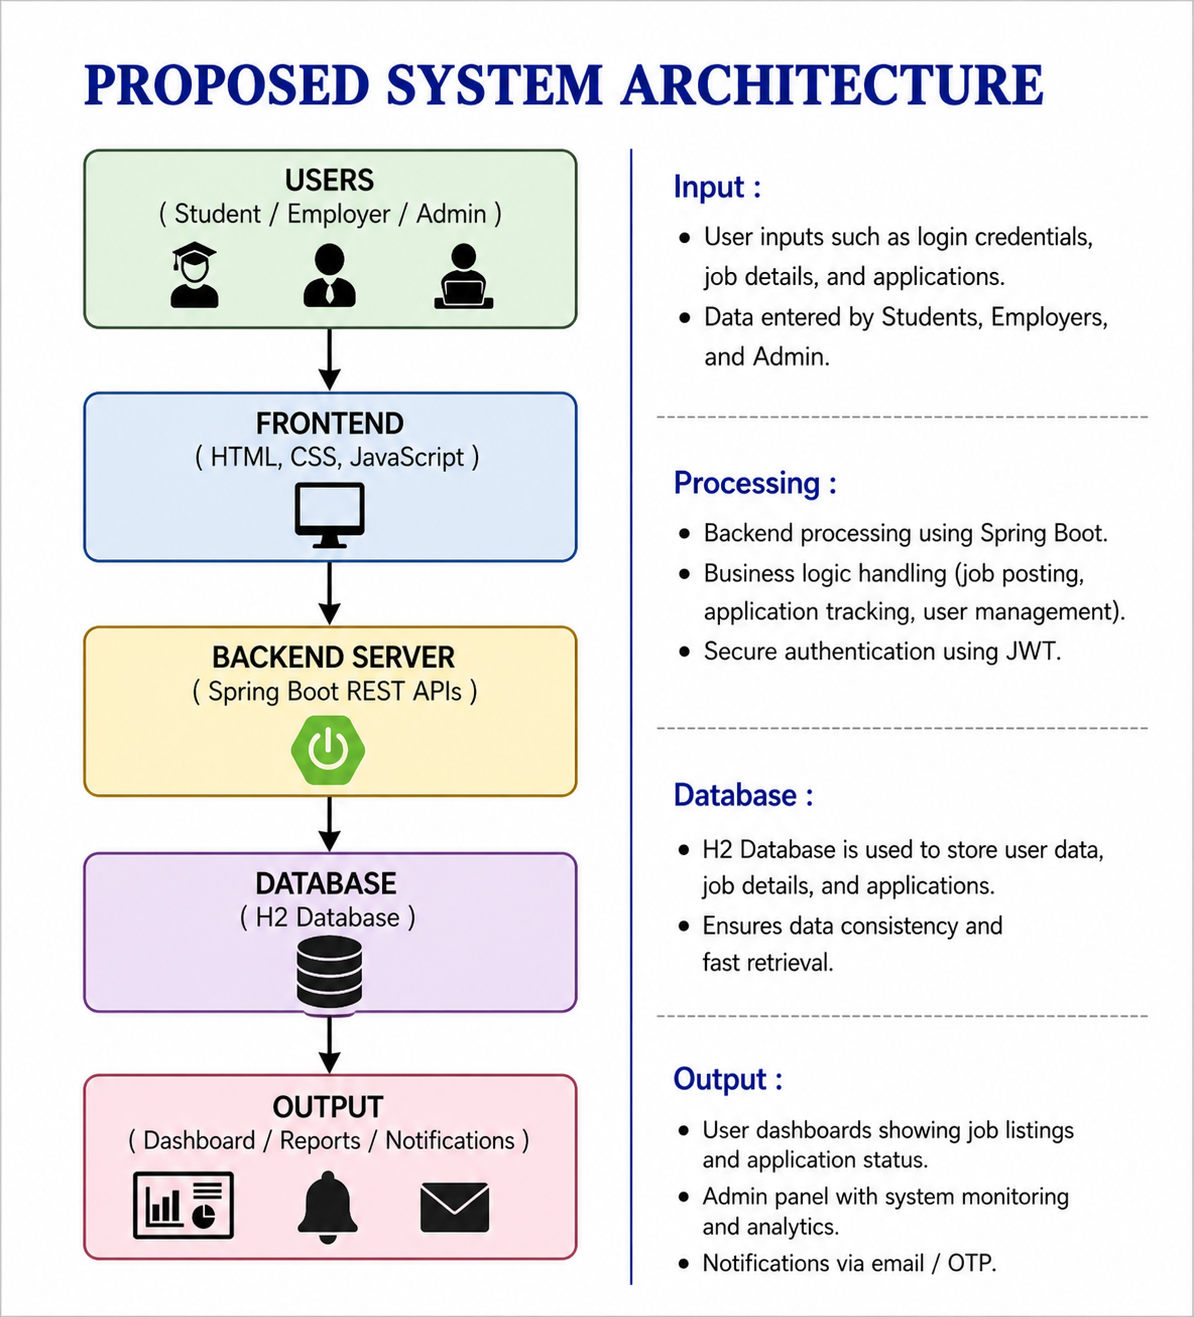 PROPOSED SYSTEM ARCHITECTURE
USERS
( Student / Employer / Admin )
FRONTEND
( HTML, CSS, JavaScript )
BACKEND SERVER
( Spring Boot REST APIs )
DATABASE
( H2 Database )
OUTPUT
( Dashboard / Reports / Notifications )
Input :
• User inputs such as login credentials,
job details, and applications.
• Data entered by Students, Employers,
and Admin.
Processing :
• Backend processing using Spring Boot.
• Business logic handling (job posting,
application tracking, user management).
• Secure authentication using JWT.
Database :
• H2 Database is used to store user data,
job details, and applications.
• Ensures data consistency and
fast retrieval.
Output :
• User dashboards showing job listings
and application status.
• Admin panel with system monitoring
and analytics.
• Notifications via email / OTP.